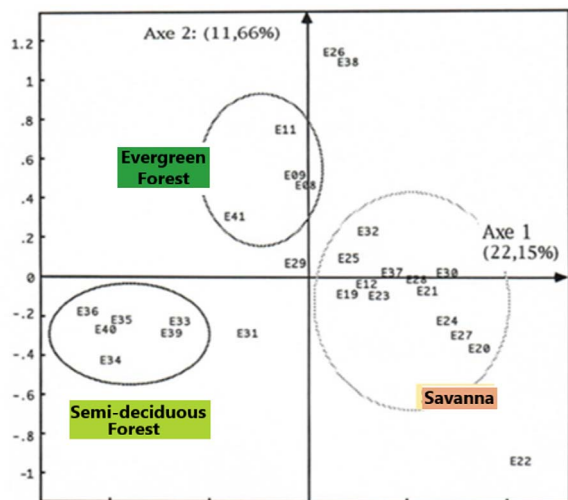 Axe 2: (11,66%)
1.2
1
.8
.6
.4
.2
0
-.2
-.4
-.6
-.8
-1
E26
E38
E11
Evergreen
Forest
E09
E08
E41
E32
Axe 1
(22,15%)
E25
E29
E37
E30
E28
E12
E19
E23
E21
E36
E35
E33
E40
E39
E31
E34
E24
E27
E20
Semi-deciduous
Forest
Savanna
E22